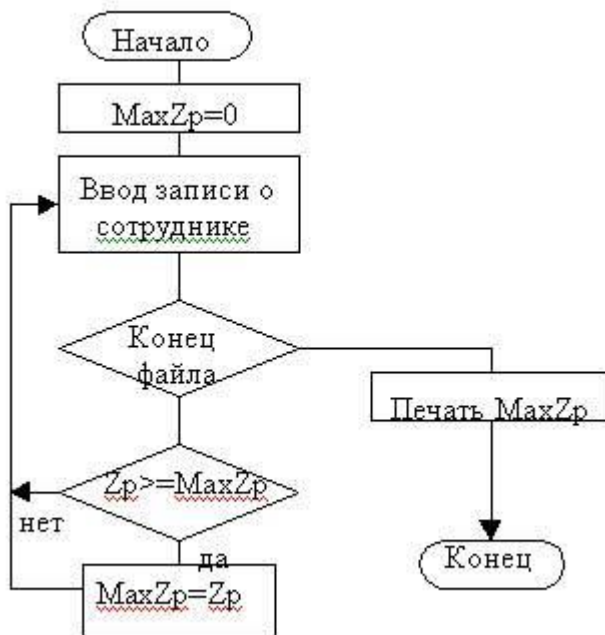 Начало
MaxZp=0
Ввод записи о
сотруднике
Конец
файла
Печать MaxZp
Zp>=MaxZp
нет
да
MaxZp=Zp
Конец